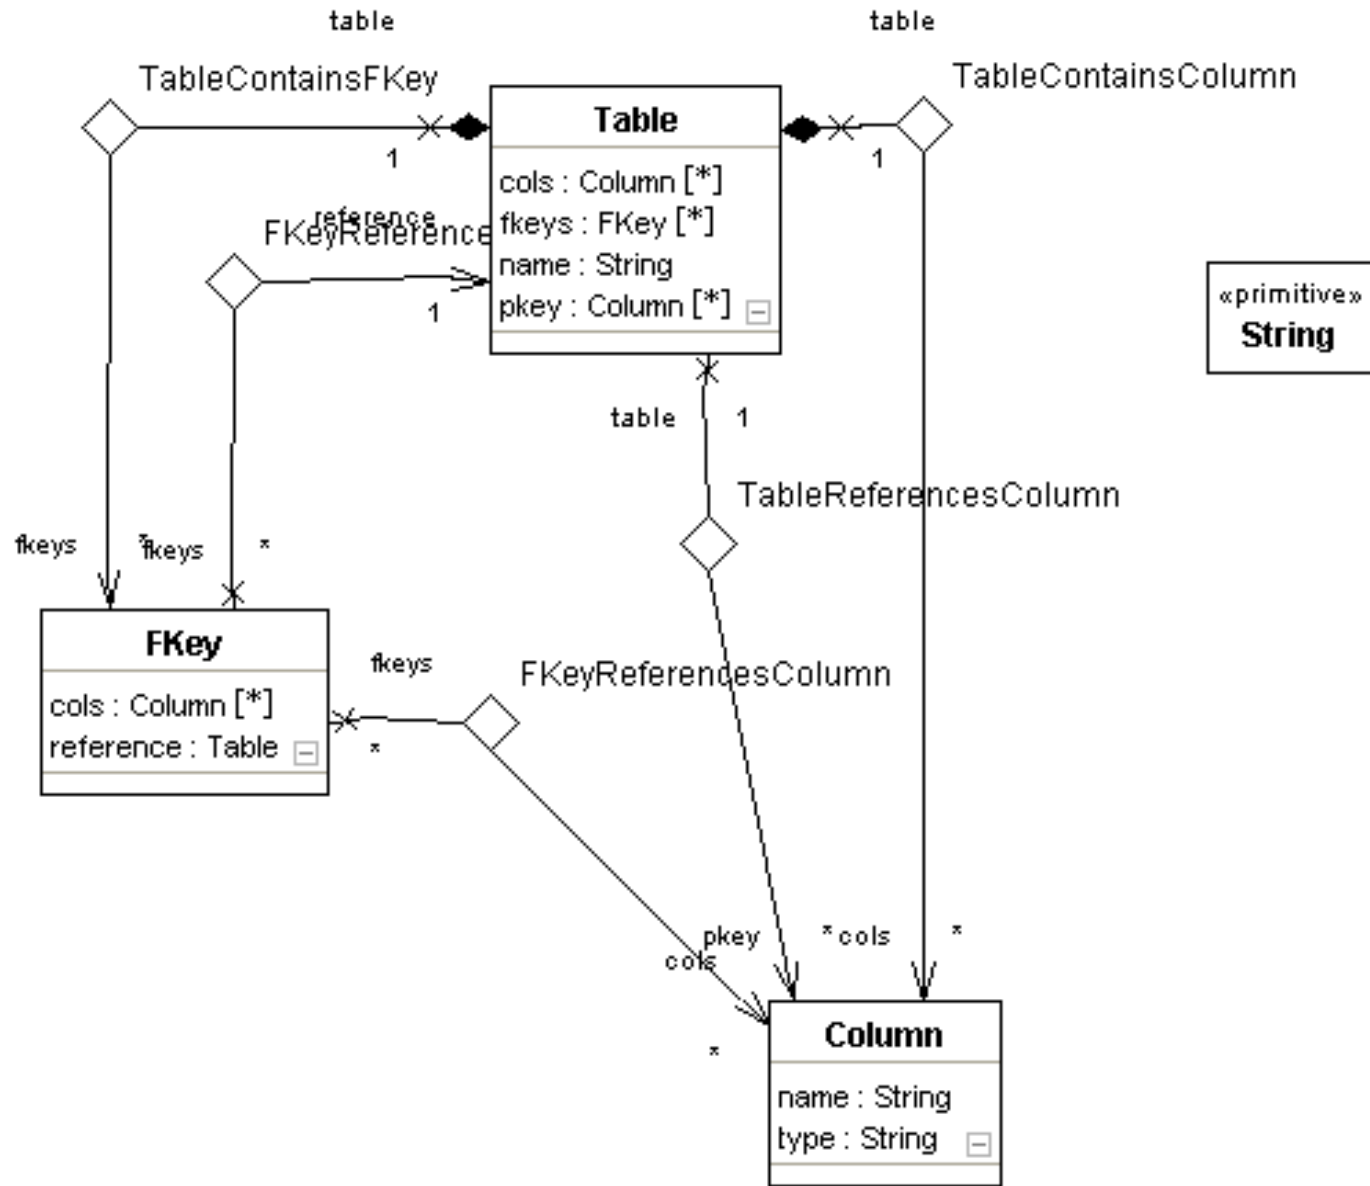 table
table
TableContainsFKey
TableContainsColumn
1
1
Table
cols : Column [*]
fkeys : FKey [*]
name : String
pkey : Column [*]
reference
FKeyReference
1
«primitive»
String
table
1
TableReferencesColumn
fkeys
*
fkeys
*
FKey
cols : Column [*]
reference : Table
fkeys
*
FKeyReferencesColumn
pkey
*
cols
*
cols
*
Column
name : String
type : String